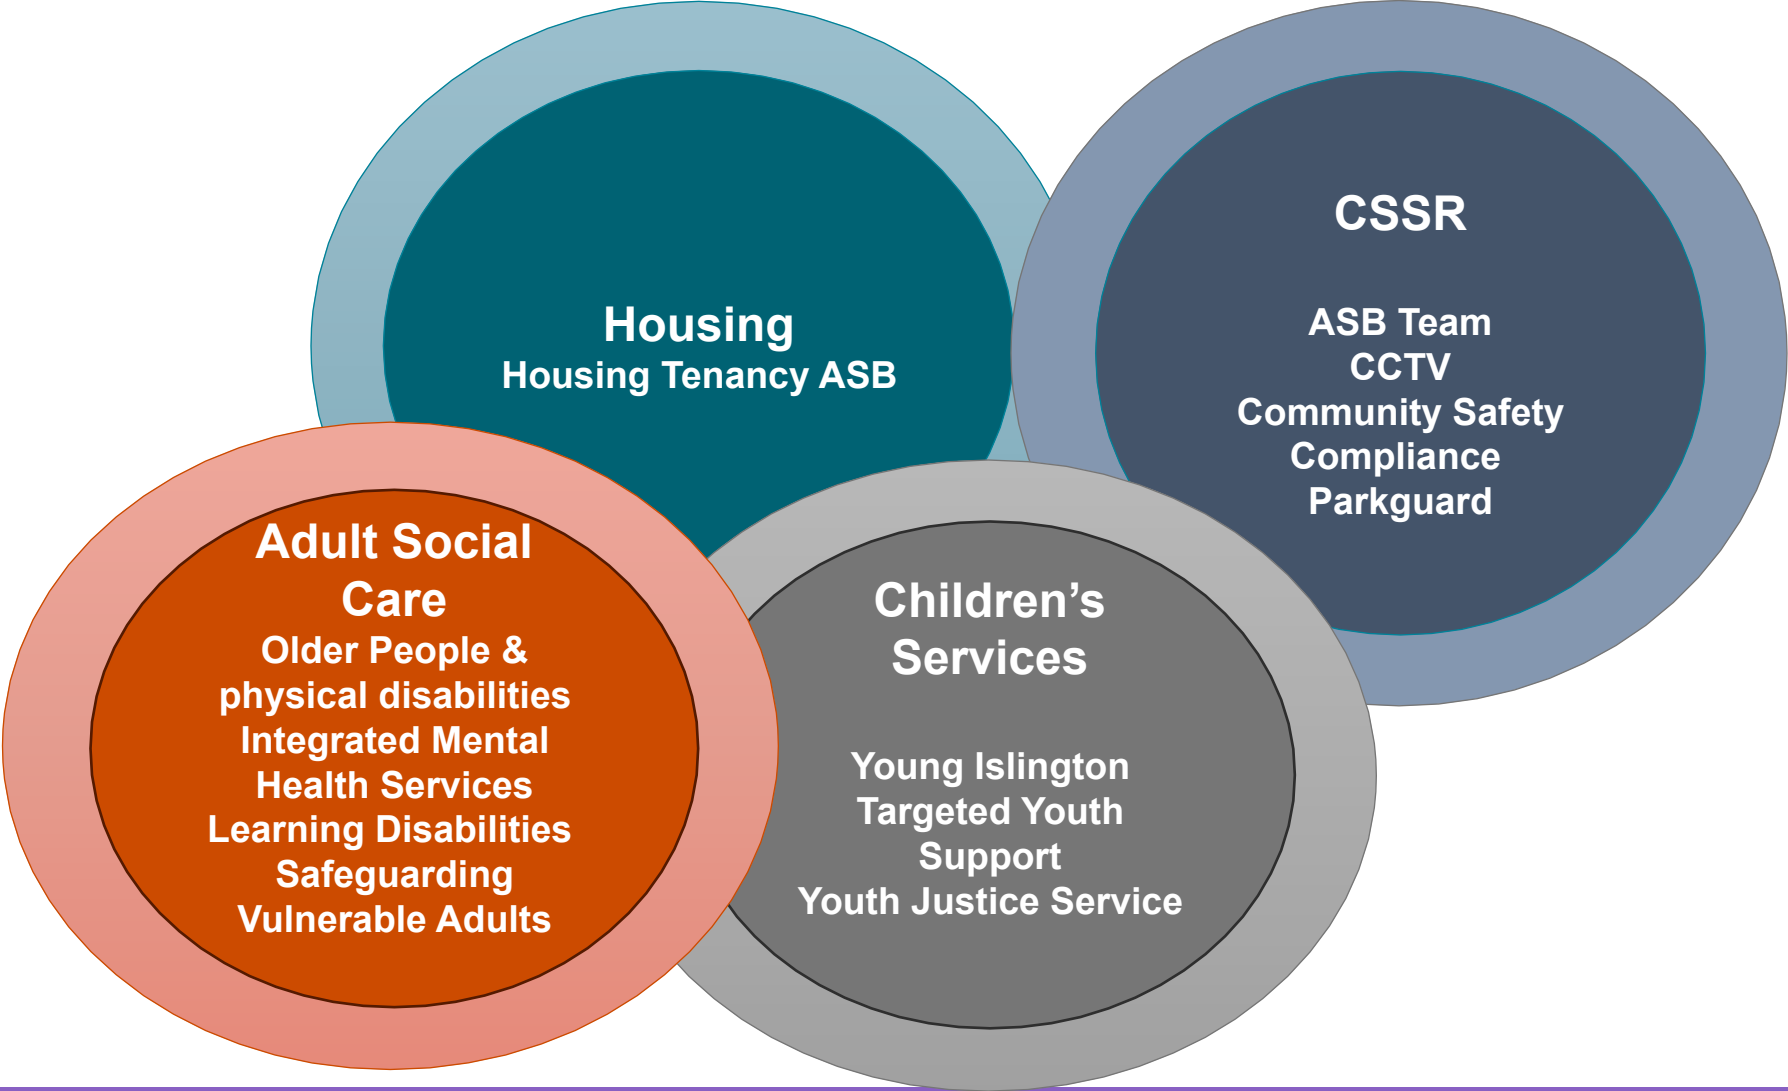 Housing
Housing Tenancy ASB
CSSR
ASB Team
CCTV
Community Safety
Compliance
Parkguard
Adult Social
Care
Older People &
physical disabilities
Integrated Mental
Health Services
Learning Disabilities
Safeguarding
Vulnerable Adults
Children’s
Services
Young Islington
Targeted Youth
Support
Youth Justice Service